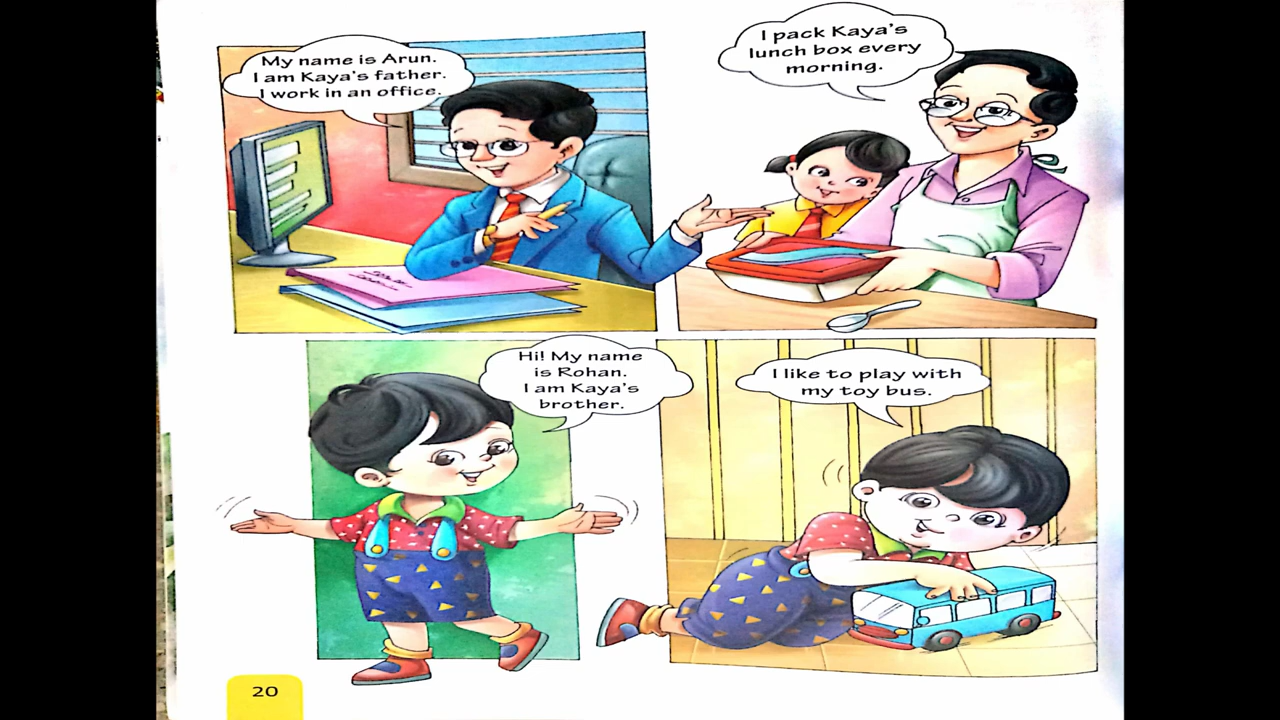 My name is Arun.
I am Kaya's father.
I work in an office.
I pack Kaya's
lunch box every
morning.
Hi! My name
is Rohan.
I am Kaya's
brother.
I like to play with
my toy bus.
20